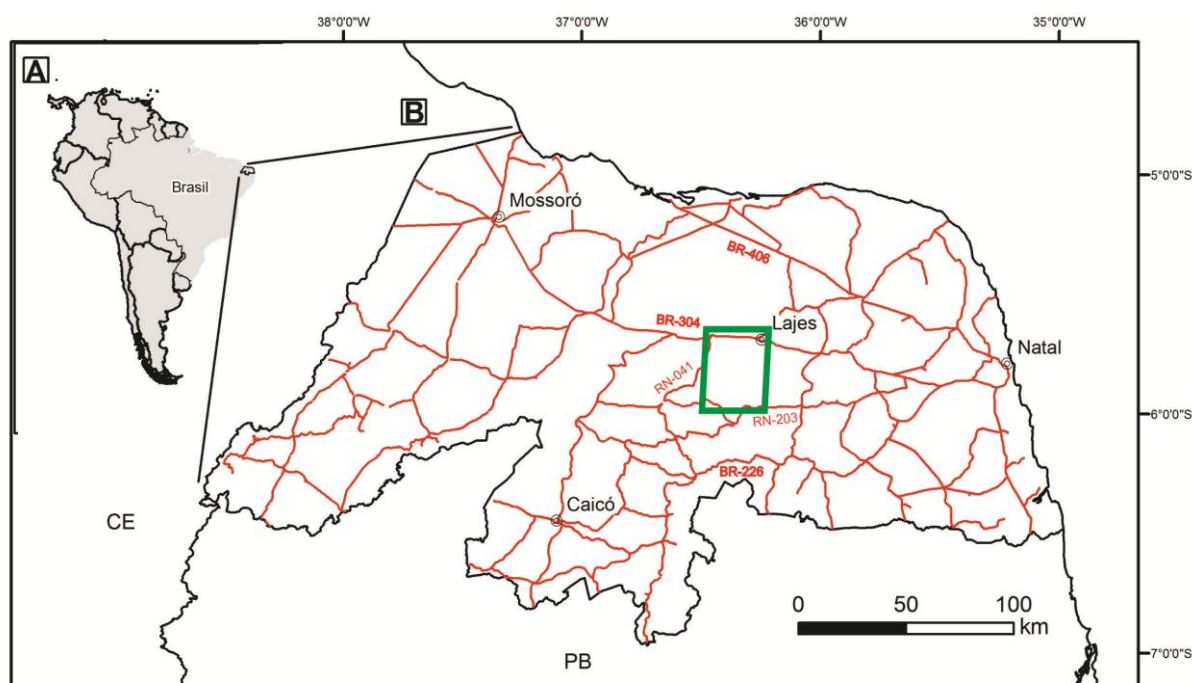 38°0'0"W
37°0'0"W
36°0'0"W
35°0'0"W
A
B
Brasil
5°0'0"S
Mossoró
BR-406
BR-304
Lajes
Natal
RN-041
6°0'0"S
RN-203
BR-226
Caicó
CE
0 50 100
km
7°0'0"S
PB